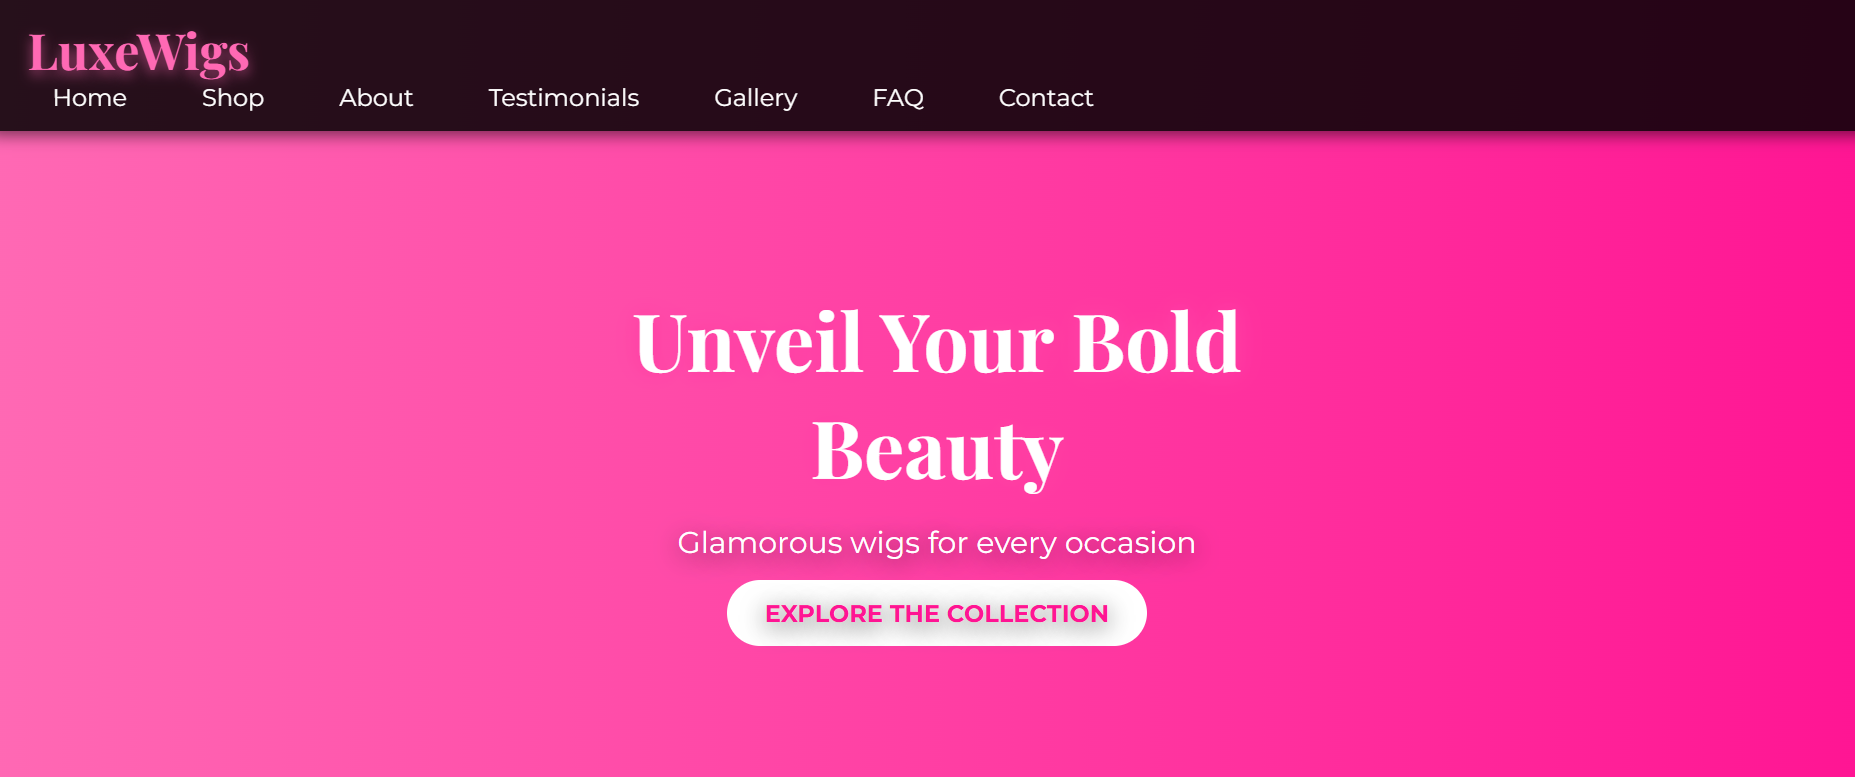 LuxeWigs
Home Shop About Testimonials Gallery FAQ Contact
Unveil Your Bold
Beauty
Glamorous wigs for every occasion
EXPLORE THE COLLECTION